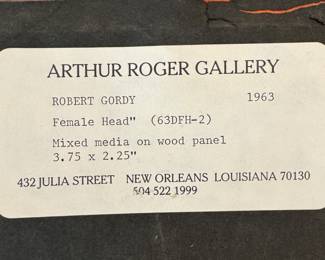 ARTHUR ROGER GALLERY
ROBERT GORDY 1963
Female Head" (63DFH-2)
Mixed media on wood panel
3.75 x 2.25"
432 JULIA STREET NEW ORLEANS LOUISIANA 70130
504 522 1999